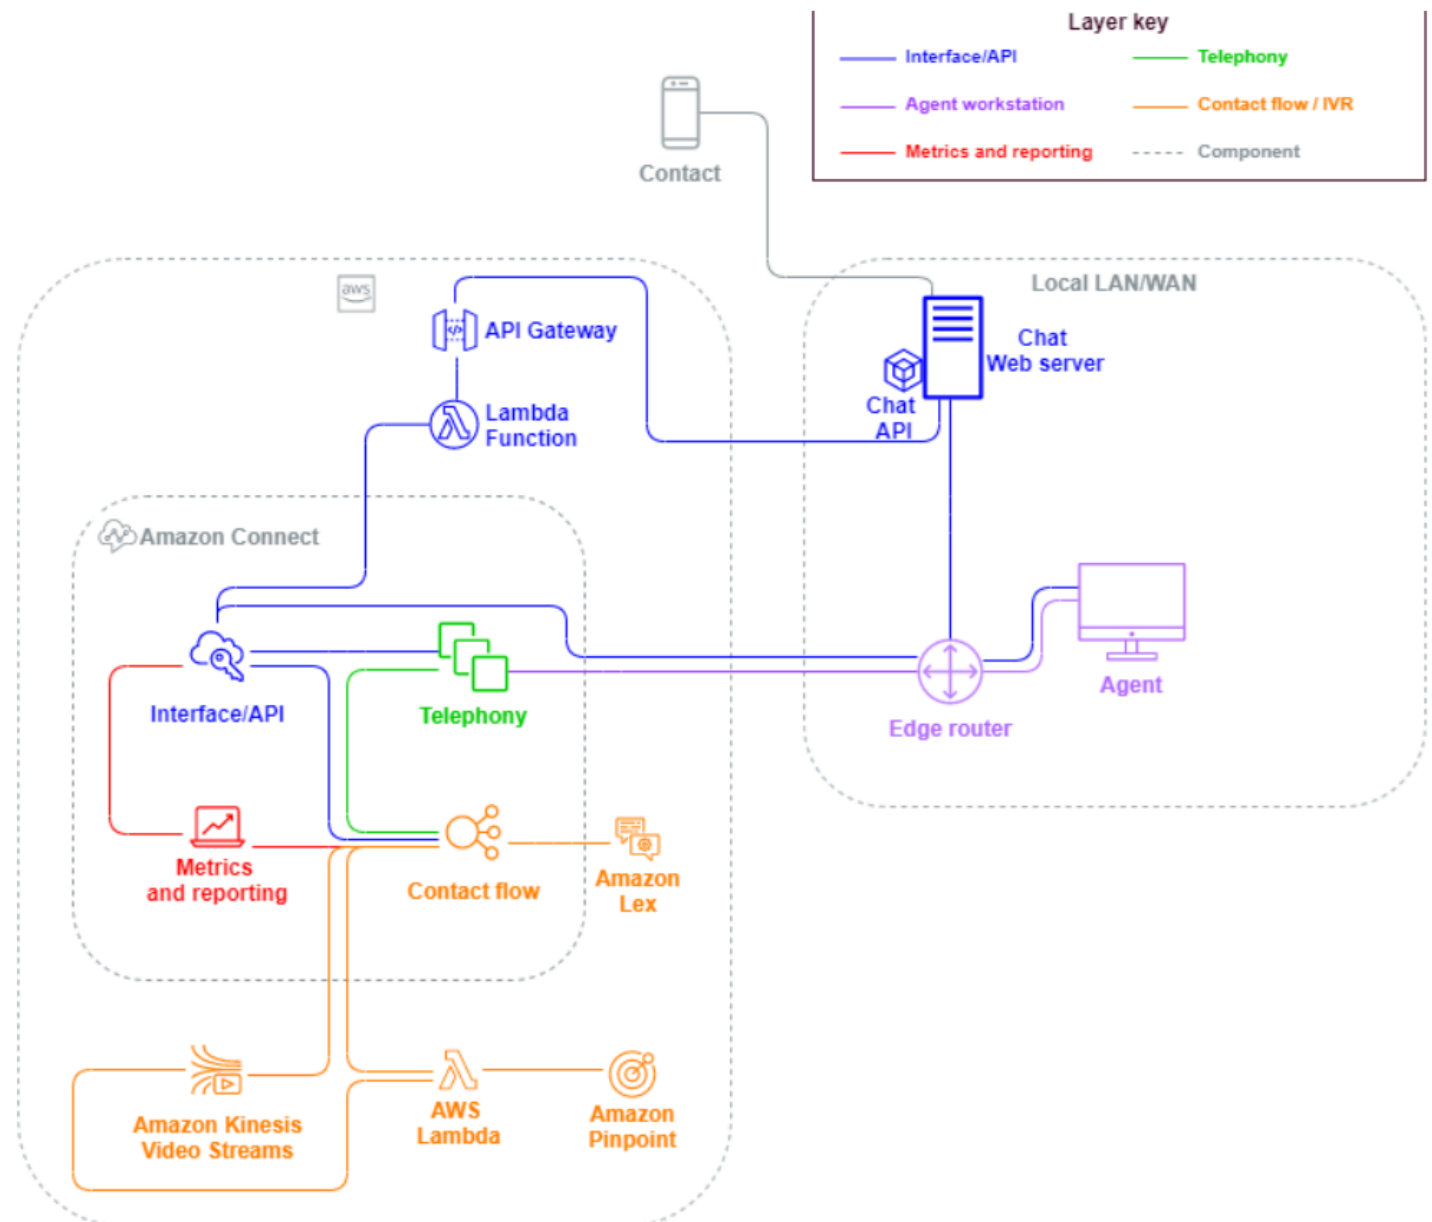 Layer key
Interface/API
Telephony
Agent workstation
Contact flow / IVR
Metrics and reporting
Component
Contact
aws
Local LAN/WAN
API Gateway
Chat
Web server
Chat
API
Lambda
Function
Amazon Connect
Interface/API
Telephony
Edge router
Agent
Metrics
and reporting
Contact flow
Amazon
Lex
Amazon Kinesis
Video Streams
AWS
Lambda
Amazon
Pinpoint